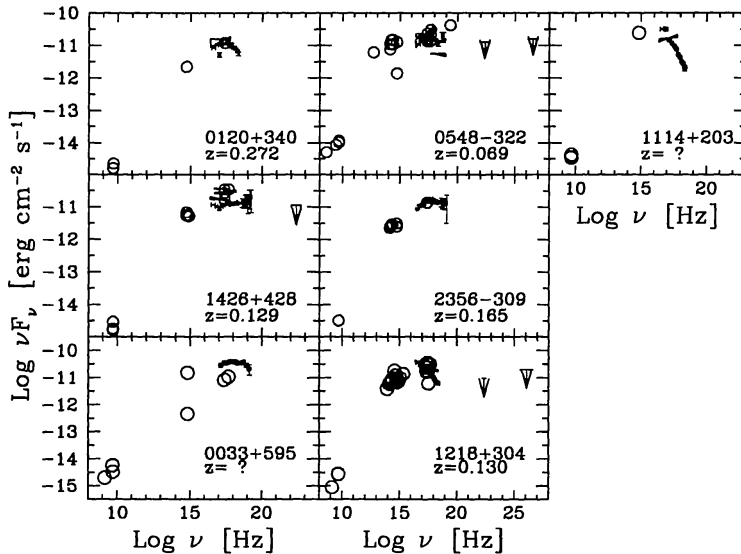 -10
-11
-12
-13
-14
0120+340
z=0.272
0548-322
z=0.069
1114+203
z= ?
10 15 20
Log ν [Hz]
-11
-12
-13
-14
1426+428
z=0.129
2356-309
z=0.165
Log νFν [erg cm⁻² s⁻¹]
-10
-11
-12
-13
-14
-15
0033+595
z= ?
1218+304
z=0.130
10 15 20
10 15 20 25
Log ν [Hz]
Log ν [Hz]